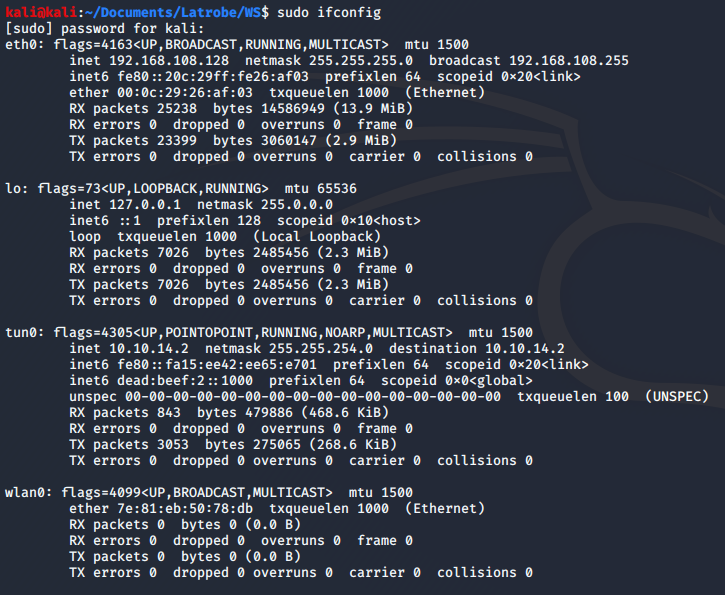 kali@kali:~/Documents/Latrobe/WS$ sudo ifconfig
[sudo] password for kali:
eth0: flags=4163<UP,BROADCAST,RUNNING,MULTICAST>  mtu 1500
        inet 192.168.108.128  netmask 255.255.255.0  broadcast 192.168.108.255
        inet6 fe80::20c:29ff:fe26:af03  prefixlen 64  scopeid 0×20<link>
        ether 00:0c:29:26:af:03  txqueuelen 1000  (Ethernet)
        RX packets 25238  bytes 14586949 (13.9 MiB)
        RX errors 0  dropped 0  overruns 0  frame 0
        TX packets 23399  bytes 3060147 (2.9 MiB)
        TX errors 0  dropped 0 overruns 0  carrier 0  collisions 0

lo: flags=73<UP,LOOPBACK,RUNNING>  mtu 65536
        inet 127.0.0.1  netmask 255.0.0.0
        inet6 ::1  prefixlen 128  scopeid 0×10<host>
        loop  txqueuelen 1000  (Local Loopback)
        RX packets 7026  bytes 2485456 (2.3 MiB)
        RX errors 0  dropped 0  overruns 0  frame 0
        TX packets 7026  bytes 2485456 (2.3 MiB)
        TX errors 0  dropped 0 overruns 0  carrier 0  collisions 0

tun0: flags=4305<UP,POINTOPOINT,RUNNING,NOARP,MULTICAST>  mtu 1500
        inet 10.10.14.2  netmask 255.255.254.0  destination 10.10.14.2
        inet6 fe80::fa15:ee42:ee65:e701  prefixlen 64  scopeid 0×20<link>
        inet6 dead:beef:2::1000  prefixlen 64  scopeid 0×0<global>
        unspec 00-00-00-00-00-00-00-00-00-00-00-00-00-00-00-00  txqueuelen 100  (UNSPEC)
        RX packets 843  bytes 479886 (468.6 KiB)
        RX errors 0  dropped 0  overruns 0  frame 0
        TX packets 3053  bytes 275065 (268.6 KiB)
        TX errors 0  dropped 0 overruns 0  carrier 0  collisions 0

wlan0: flags=4099<UP,BROADCAST,MULTICAST>  mtu 1500
        ether 7e:81:eb:50:78:db  txqueuelen 1000  (Ethernet)
        RX packets 0  bytes 0 (0.0 B)
        RX errors 0  dropped 0  overruns 0  frame 0
        TX packets 0  bytes 0 (0.0 B)
        TX errors 0  dropped 0 overruns 0  carrier 0  collisions 0